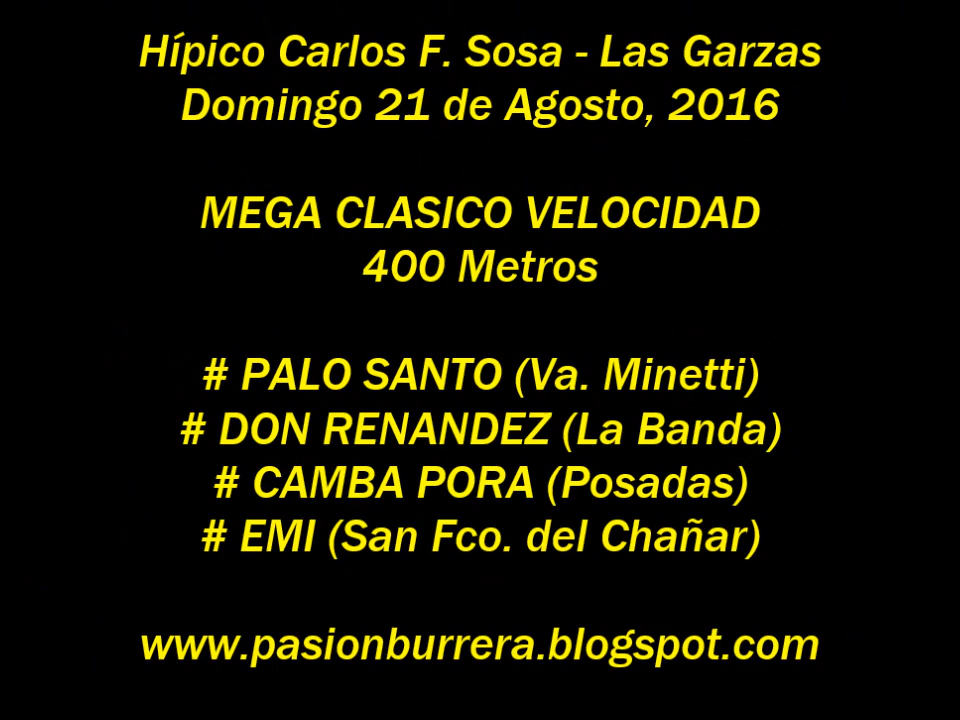 Hípico Carlos F. Sosa - Las Garzas
Domingo 21 de Agosto, 2016
MEGA CLASICO VELOCIDAD
400 Metros
# PALO SANTO (Va. Minetti)
# DON RENANDEZ (La Banda)
# CAMBA PORA (Posadas)
# EMI (San Fco. del Chañar)
www.pasionburrera.blogspot.com